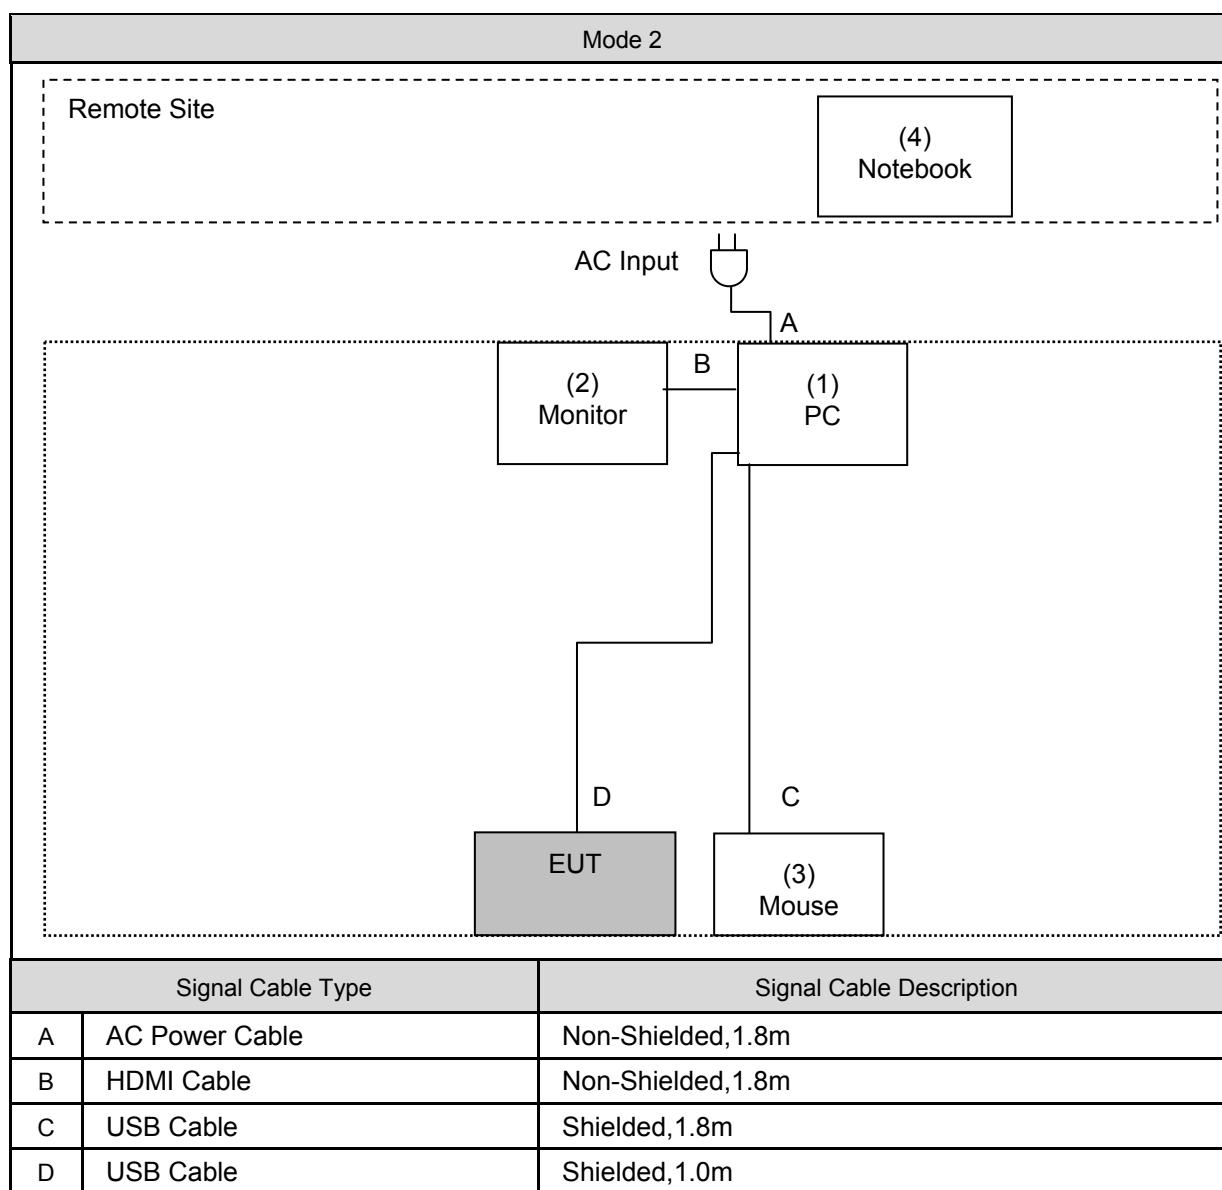 Mode 2
Remote Site
(4)
Notebook
AC Input
A
B
(2)
Monitor
(1)
PC
D
C
EUT
(3)
Mouse
Signal Cable Type Signal Cable Description
A AC Power Cable Non-Shielded,1.8m
B HDMI Cable Non-Shielded,1.8m
C USB Cable Shielded,1.8m
D USB Cable Shielded,1.0m